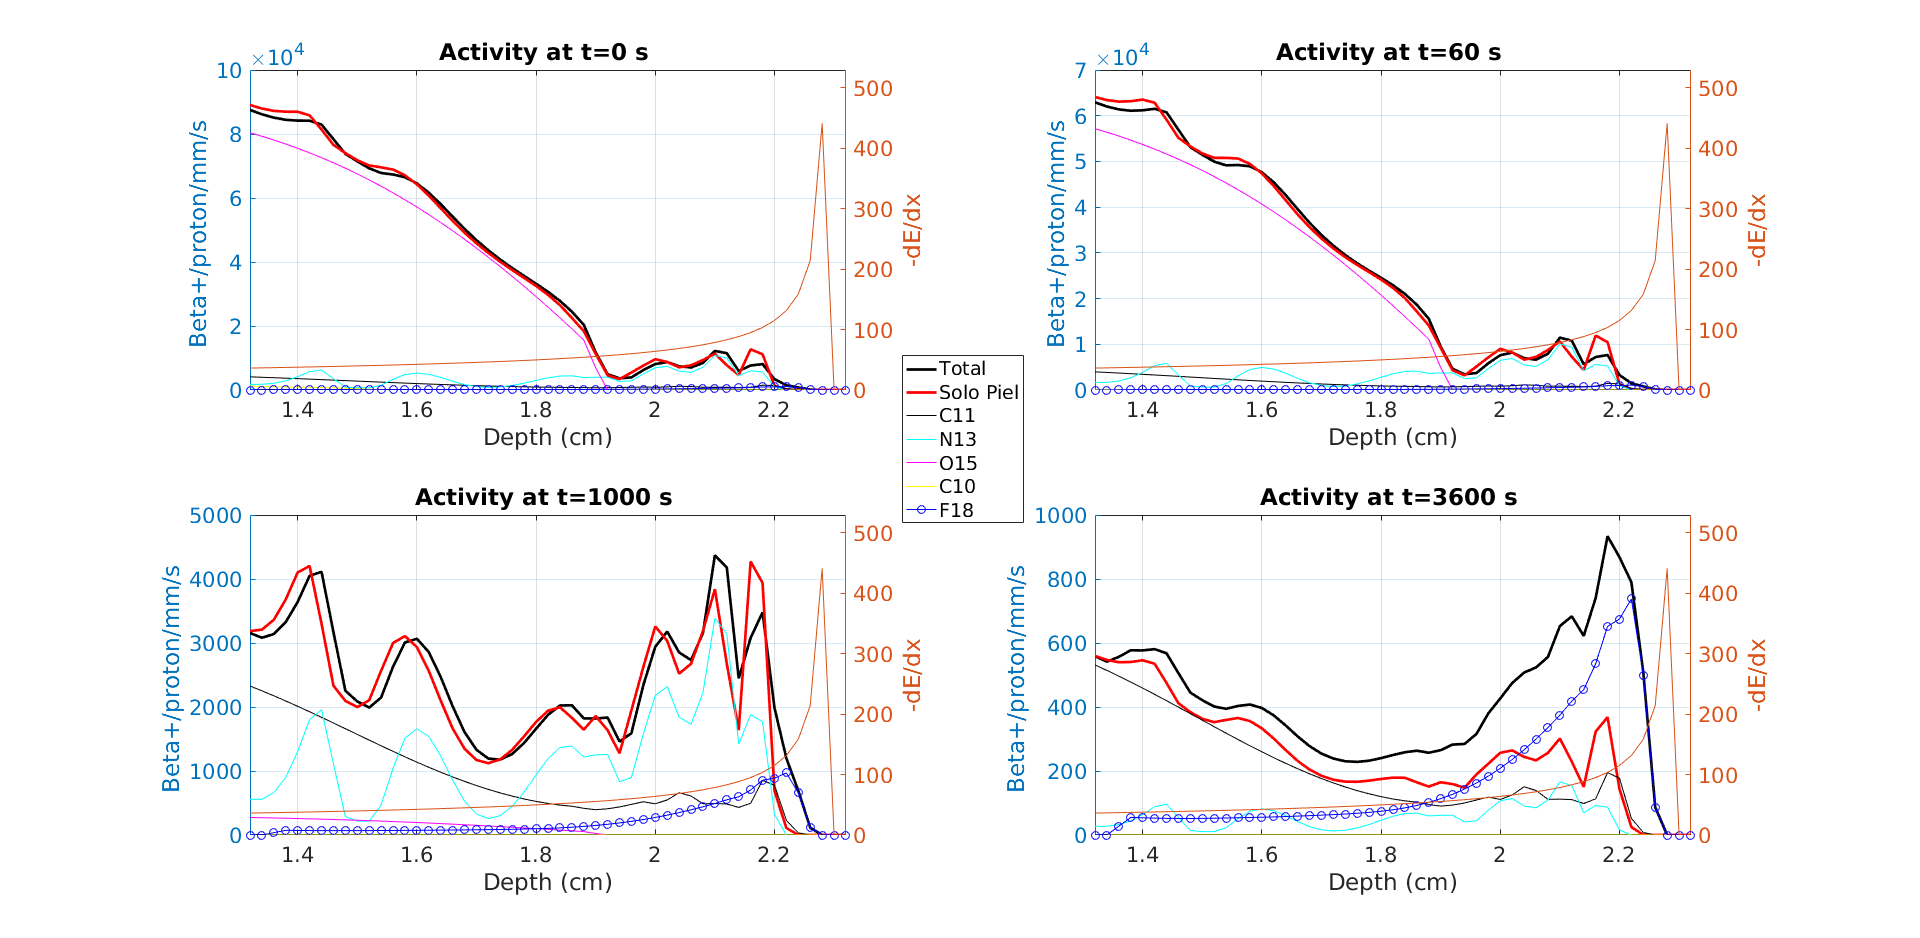 Activity at t=0 s
×10^4
Beta+/proton/mm/s
10
8
6
4
2
0
500
400
300
200
100
0
-dE/dx
1.4 1.6 1.8 2 2.2
Depth (cm)
Activity at t=60 s
×10^4
Beta+/proton/mm/s
7
6
5
4
3
2
1
0
500
400
300
200
100
0
-dE/dx
1.4 1.6 1.8 2 2.2
Depth (cm)
Total
Solo Piel
C11
N13
O15
C10
F18
Activity at t=1000 s
Beta+/proton/mm/s
5000
4000
3000
2000
1000
0
500
400
300
200
100
0
-dE/dx
1.4 1.6 1.8 2 2.2
Depth (cm)
Activity at t=3600 s
Beta+/proton/mm/s
1000
800
600
400
200
0
500
400
300
200
100
0
-dE/dx
1.4 1.6 1.8 2 2.2
Depth (cm)